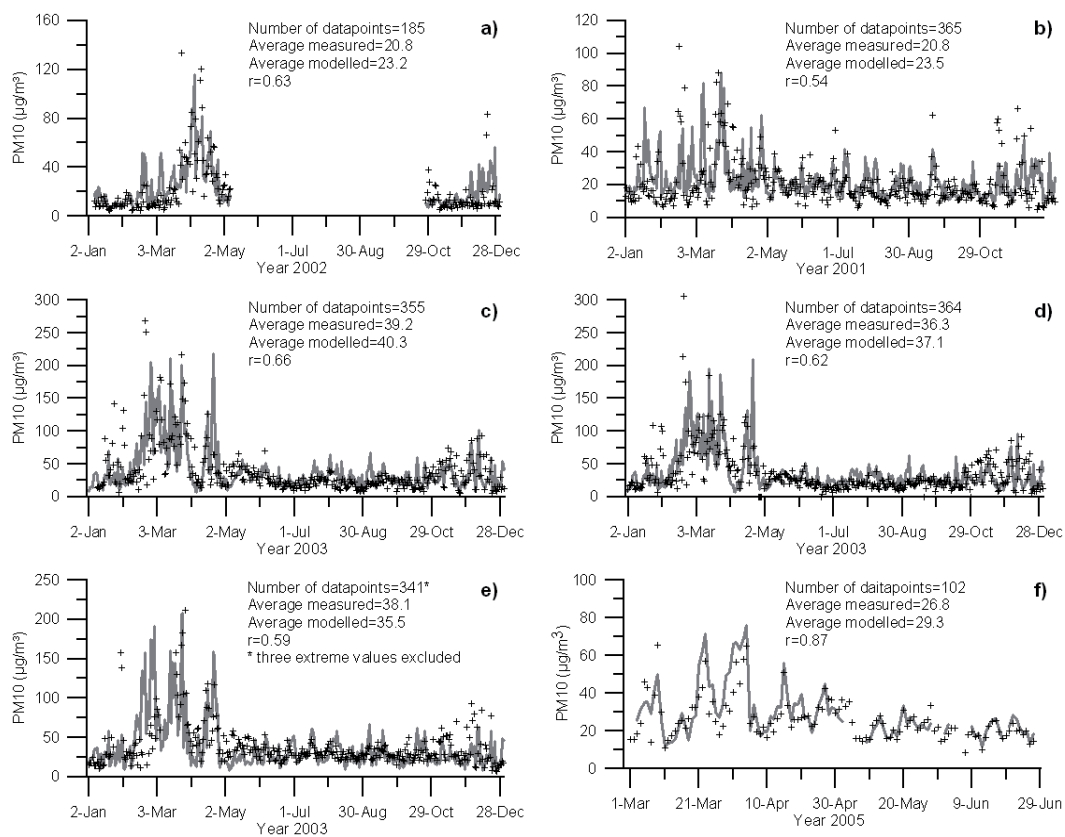 160
120
80
40
0
PM10 (µg/m³)
Number of datapoints=185
Average measured=20.8
Average modelled=23.2
r=0.63
a)
2-Jan 3-Mar 2-May 1-Jul 30-Aug 29-Oct 28-Dec
Year 2002
120
100
80
60
40
20
0
PM10 (µg/m³)
Number of dataipoints=365
Average measured=20.8
Average modelled=23.5
r=0.54
b)
2-Jan 3-Mar 2-May 1-Jul 30-Aug 29-Oct
Year 2001
300
250
200
150
100
50
0
PM10 (µg/m³)
Number of datapoints=355
Average measured=39.2
Average modelled=40.3
r=0.66
c)
2-Jan 3-Mar 2-May 1-Jul 30-Aug 29-Oct 28-Dec
Year 2003
300
250
200
150
100
50
0
PM10 (µg/m³)
Number of datapoints=364
Average measured=36.3
Average modelled=37.1
r=0.62
d)
2-Jan 3-Mar 2-May 1-Jul 30-Aug 29-Oct 28-Dec
Year 2003
250
200
150
100
50
0
PM10 (µg/m³)
Number of datapoints=341*
Average measured=38.1
Average modelled=35.5
r=0.59
* three extreme values excluded
e)
2-Jan 3-Mar 2-May 1-Jul 30-Aug 29-Oct 28-Dec
Year 2003
100
80
60
40
20
0
PM10 (µg/m³)
Number of daitapoints=102
Average measured=26.8
Average modelled=29.3
r=0.87
f)
1-Mar 21-Mar 10-Apr 30-Apr 20-May 9-Jun 29-Jun
Year 2005